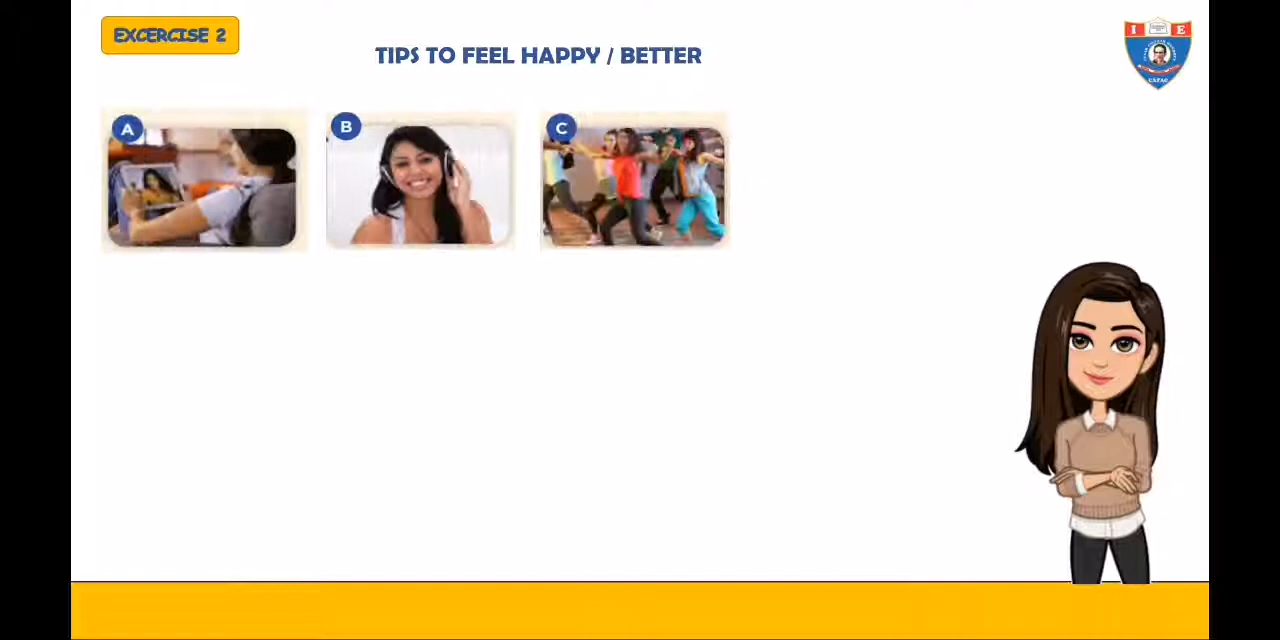 EXCERCISE 2
TIPS TO FEEL HAPPY / BETTER
I E
A
B
C